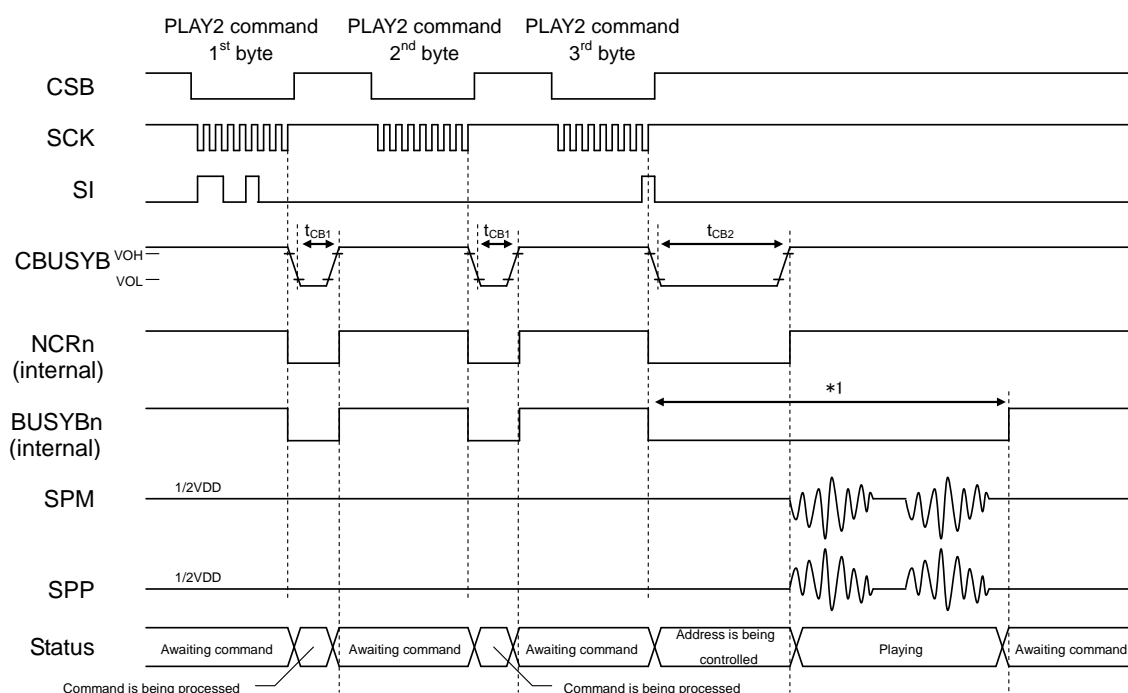 PLAY2 command PLAY2 command PLAY2 command
1st byte 2nd byte 3rd byte
CSB
SCK
SI
tCB1 tCB1 tCB2
CBUSYB VOH
VOL
NCRn
(internal)
*1
BUSYBn
(internal)
1/2VDD
SPM
1/2VDD
SPP
Status Awaiting command Awaiting command Awaiting command Address is being controlled Playing Awaiting command
Command is being processed Command is being processed